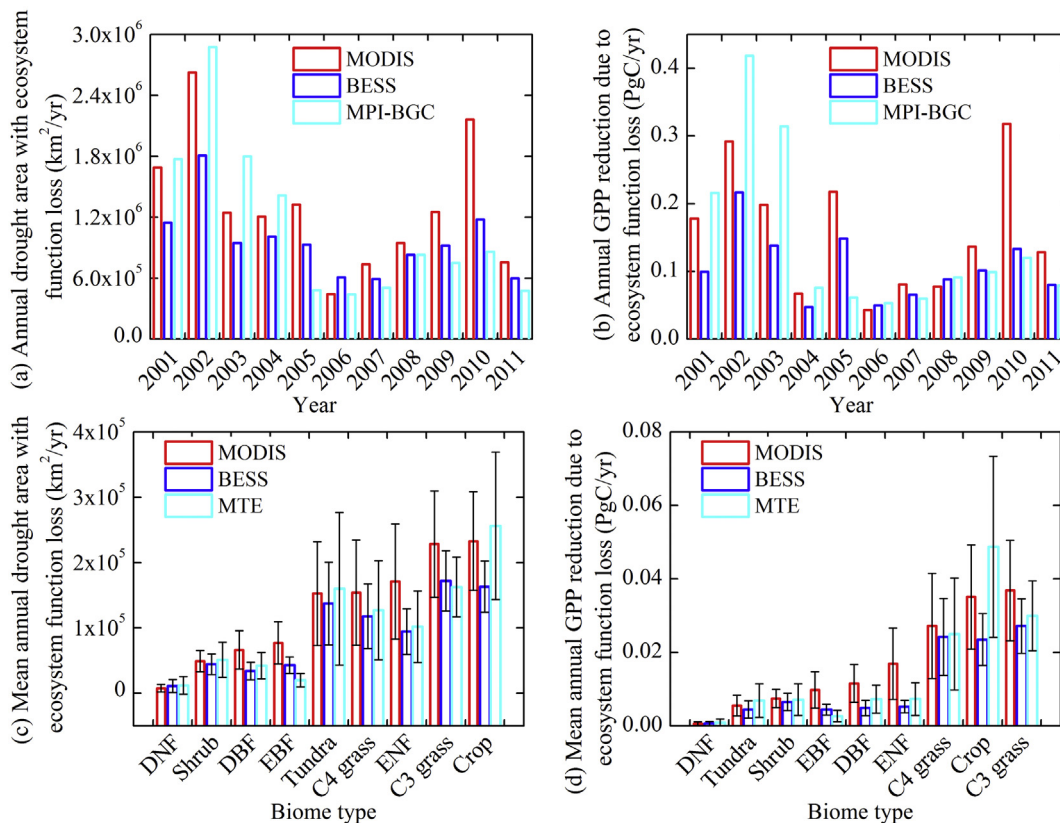 (a) Annual drought area with ecosystem
function loss (km²/yr)
3.0x10⁶
2.4x10⁶
1.8x10⁶
1.2x10⁶
6.0x10⁵
0.0
MODIS
BESS
MPI-BGC
2001
2002
2003
2004
2005
2006
2007
2008
2009
2010
2011
Year
(b) Annual GPP reduction due to
ecosystem function loss (PgC/yr)
0.4
0.3
0.2
0.1
0.0
MODIS
BESS
MPI-BGC
2001
2002
2003
2004
2005
2006
2007
2008
2009
2010
2011
Year
(c) Mean annual drought area with
ecosystem function loss (km²/yr)
4x10⁵
3x10⁵
2x10⁵
1x10⁵
0
MODIS
BESS
MTE
DNF
Shrub
DBF
EBF
Tundra
C4 grass
ENF
C3 grass
Crop
Biome type
(d) Mean annual GPP reduction due to
ecosystem function loss (PgC/yr)
0.08
0.06
0.04
0.02
0.00
MODIS
BESS
MTE
DNF
Tundra
Shrub
EBF
DBF
ENF
C4 grass
Crop
C3 grass
Biome type